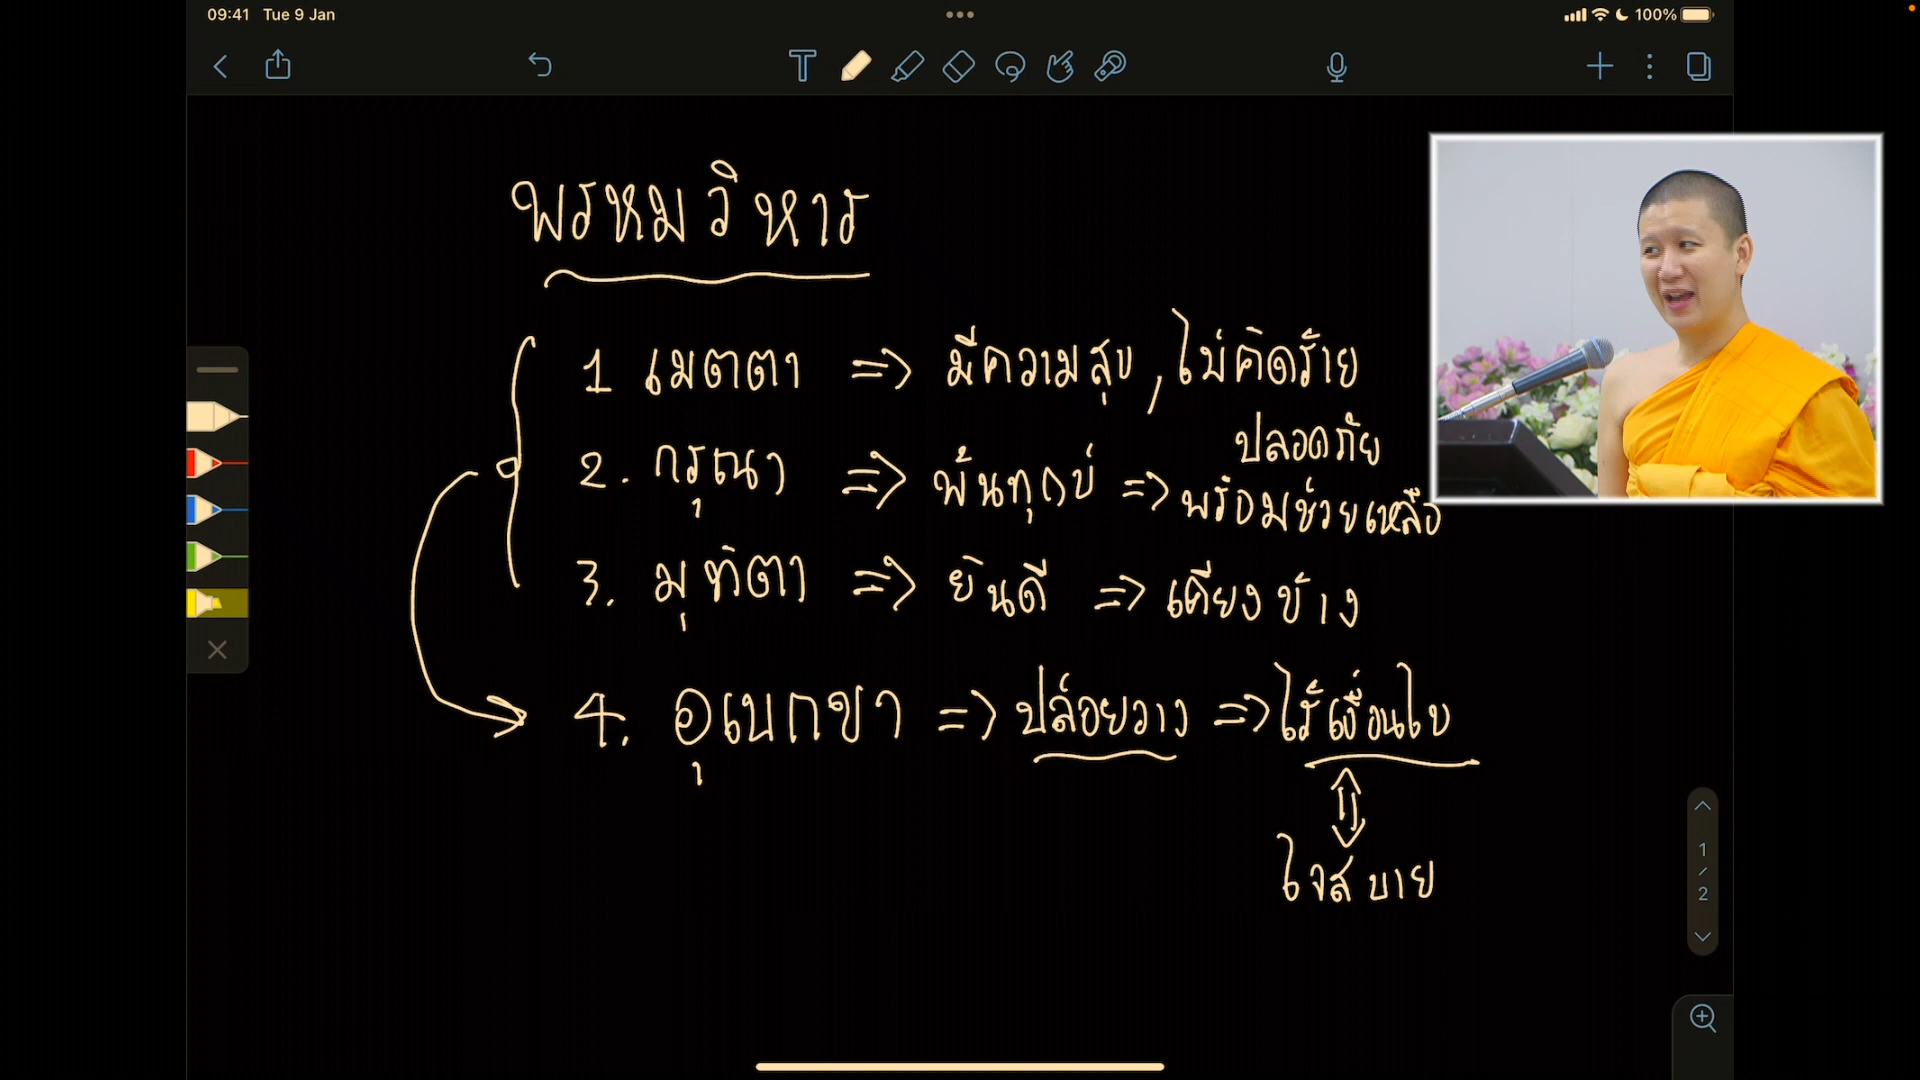 09:41 Tue 9 Jan
100%
พรหมวิหาร
1 เมตตา => มีความสุข, ไม่คิดร้าย
ปลอดภัย
2. กรุณา => พ้นทุกข์ => พร้อมช่วยเหลือ
3. มุทิตา => ยินดี => เคียงข้าง
4. อุเบกขา => ปล่อยวาง => ไร้เงื่อนไข
ใจสบาย
1
/
2